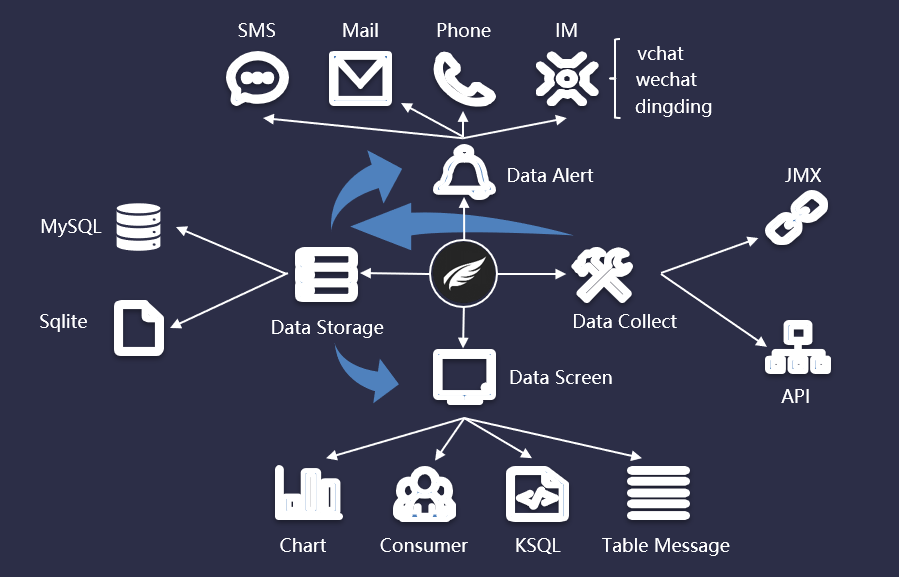 SMS
Mail
Phone
IM
vchat
wechat
dingding
Data Alert
JMX
MySQL
Sqlite
Data Storage
Data Collect
Data Screen
API
Chart
Consumer
KSQL
Table Message